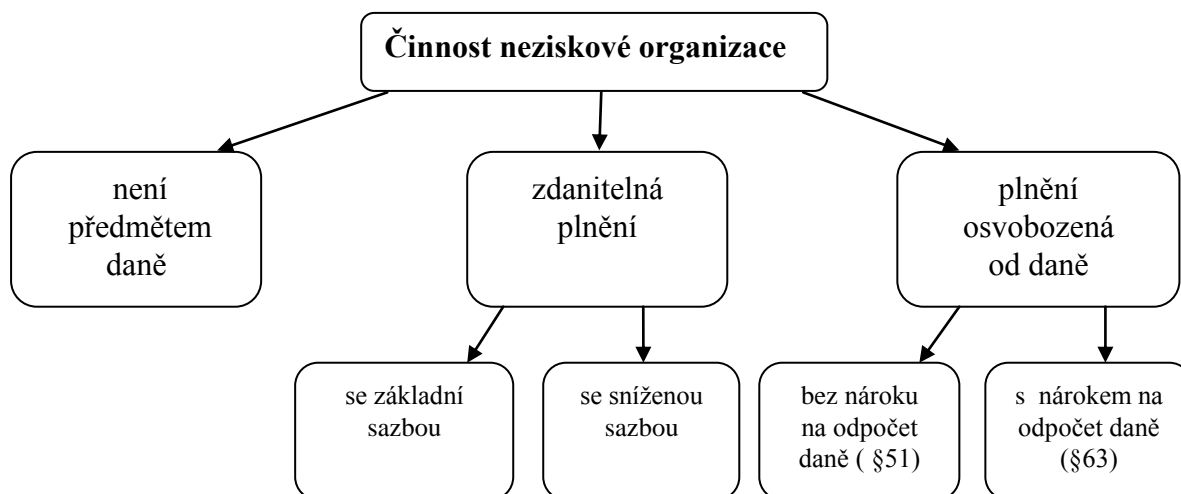 Činnost neziskové organizace
není
předmětem
daně
zdanitelná
plnění
plnění
osvobozená
od daně
se základní
sazbou
se sníženou
sazbou
bez nároku
na odpočet
daně ( §51)
s nárokem na
odpočet daně
(§63)